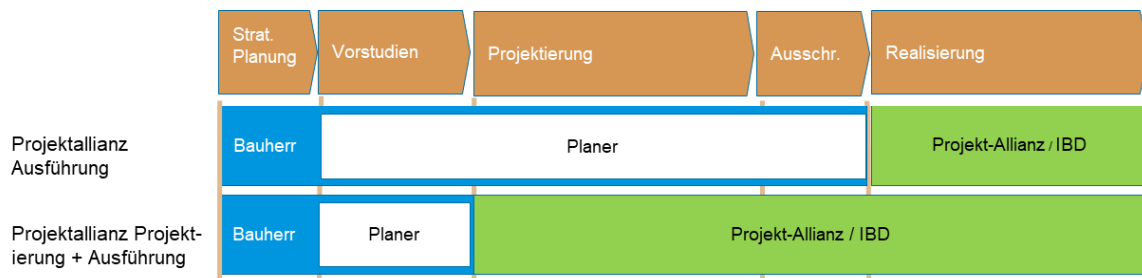 Strat.
Planung
Vorstudien
Projektierung
Ausschr.
Realisierung
Projektallianz
Ausführung
Bauherr
Planer
Projekt-Allianz / IBD
Projektallianz Projekt-
ierung + Ausführung
Bauherr
Planer
Projekt-Allianz / IBD